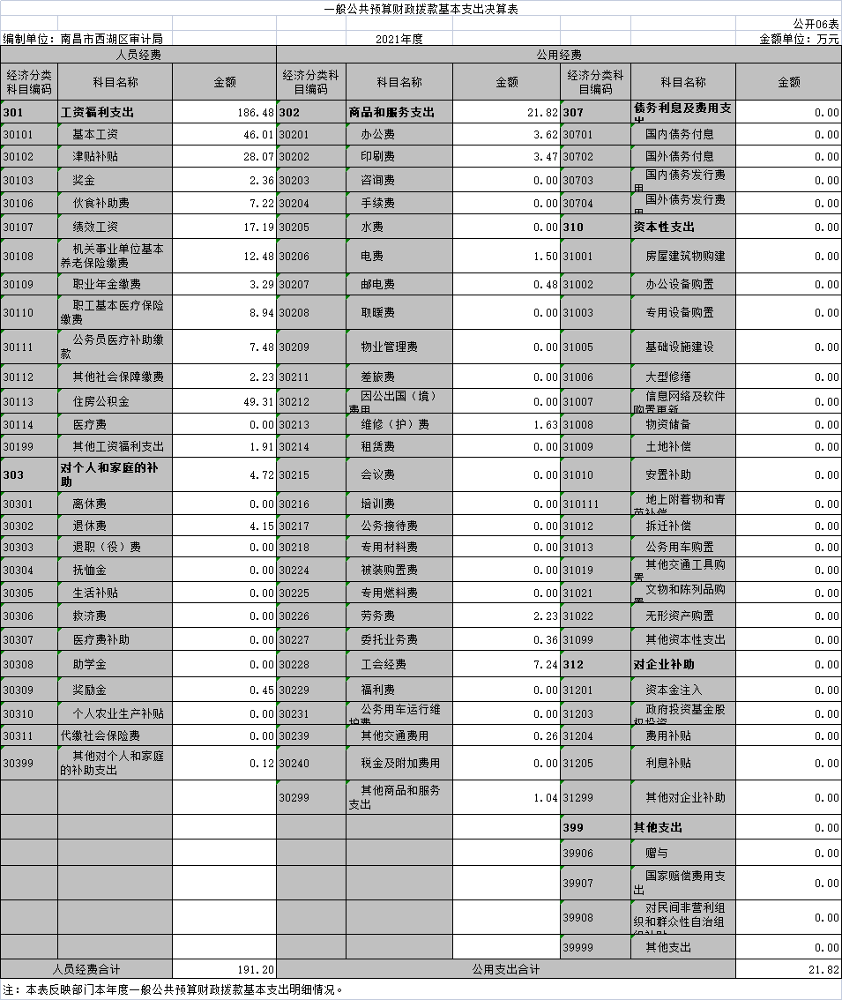 一般公共预算财政拨款基本支出决算表
公开06表
编制单位：南昌市西湖区审计局 2021年度 金额单位：万元
人员经费 公用经费
经济分类科目编码 科目名称 金额 经济分类科目编码 科目名称 金额 经济分类科目编码 科目名称 金额
301 工资福利支出 186.48 302 商品和服务支出 21.82 307 债务利息及费用支出 0.00
30101 基本工资 46.01 30201 办公费 3.62 30701 国内债务付息 0.00
30102 津贴补贴 28.07 30202 印刷费 3.47 30702 国外债务付息 0.00
30103 奖金 2.36 30203 咨询费 0.00 30703 国内债务发行费用 0.00
30106 伙食补助费 7.22 30204 手续费 0.00 30704 国外债务发行费用 0.00
30107 绩效工资 17.19 30205 水费 0.00 310 资本性支出 0.00
30108 机关事业单位基本养老保险缴费 12.48 30206 电费 1.50 31001 房屋建筑物购建 0.00
30109 职业年金缴费 3.29 30207 邮电费 0.48 31002 办公设备购置 0.00
30110 职工基本医疗保险缴费 8.94 30208 取暖费 0.00 31003 专用设备购置 0.00
30111 公务员医疗补助缴款 7.48 30209 物业管理费 0.00 31005 基础设施建设 0.00
30112 其他社会保障缴费 2.23 30211 差旅费 0.00 31006 大型修缮 0.00
30113 住房公积金 49.31 30212 因公出国（境）费用 0.00 31007 信息网络及软件购置更新 0.00
30114 医疗费 0.00 30213 维修（护）费 1.63 31008 物资储备 0.00
30199 其他工资福利支出 1.91 30214 租赁费 0.00 31009 土地补偿 0.00
303 对个人和家庭的补助 4.72 30215 会议费 0.00 31010 安置补助 0.00
30301 离休费 0.00 30216 培训费 0.00 310111 地上附着物和青苗补偿 0.00
30302 退休费 4.15 30217 公务接待费 0.00 31012 拆迁补偿 0.00
30303 退职（役）费 0.00 30218 专用材料费 0.00 31013 公务用车购置 0.00
30304 抚恤金 0.00 30224 被装购置费 0.00 31019 其他交通工具购置 0.00
30305 生活补贴 0.00 30225 专用燃料费 0.00 31021 文物和陈列品购置 0.00
30306 救济费 0.00 30226 劳务费 2.23 31022 无形资产购置 0.00
30307 医疗费补助 0.00 30227 委托业务费 0.36 31099 其他资本性支出 0.00
30308 助学金 0.00 30228 工会经费 7.24 312 对企业补助 0.00
30309 奖励金 0.45 30229 福利费 0.00 31201 资本金注入 0.00
30310 个人农业生产补贴 0.00 30231 公务用车运行维护费 0.00 31203 政府投资基金股权投资 0.00
30311 代缴社会保险费 0.00 30239 其他交通费用 0.26 31204 费用补贴 0.00
30399 其他对个人和家庭的补助支出 0.12 30240 税金及附加费用 0.00 31205 利息补贴 0.00
30299 其他商品和服务支出 1.04 31299 其他对企业补助 0.00
399 其他支出 0.00
39906 赠与 0.00
39907 国家赔偿费用支出 0.00
39908 对民间非营利组织和群众性自治组织补贴 0.00
39999 其他支出 0.00
人员经费合计 191.20 公用支出合计 21.82
注：本表反映部门本年度一般公共预算财政拨款基本支出明细情况。